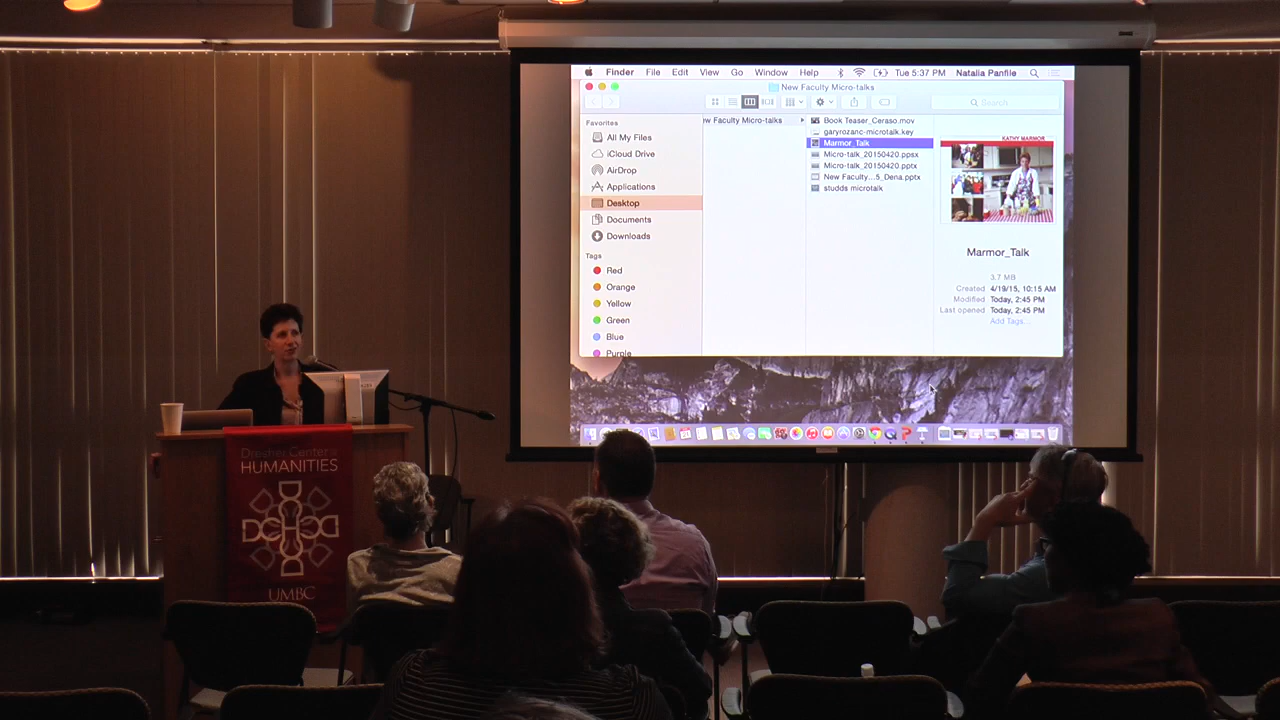 Finder File Edit View Go Window Help Tue 5:37 PM Natalia Panfile
New Faculty Micro-talks
Search
Favorites
All My Files
iCloud Drive
AirDrop
Applications
Desktop
Documents
Downloads
Tags
Red
Orange
Yellow
Green
Blue
Purple
ew Faculty Micro-talks
Book Teaser_Ceraso.mov
garyrozanc-microtalk.key
Marmor_Talk
Micro-talk_20150420.ppsx
Micro-talk_20150420.pptx
New Faculty...5_Dena.pptx
studds microtalk
KATHY MARMOR
Marmor_Talk
3.7 MB
Created 4/19/15, 10:15 AM
Modified Today, 2:45 PM
Last opened Today, 2:45 PM
Add Tags...
Dresher Center
HUMANITIES
UMBC